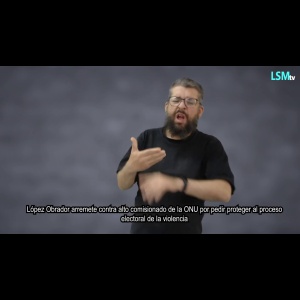 LSMtv
López Obrador arremete contra alto comisionado de la ONU por pedir proteger al proceso
electoral de la violencia